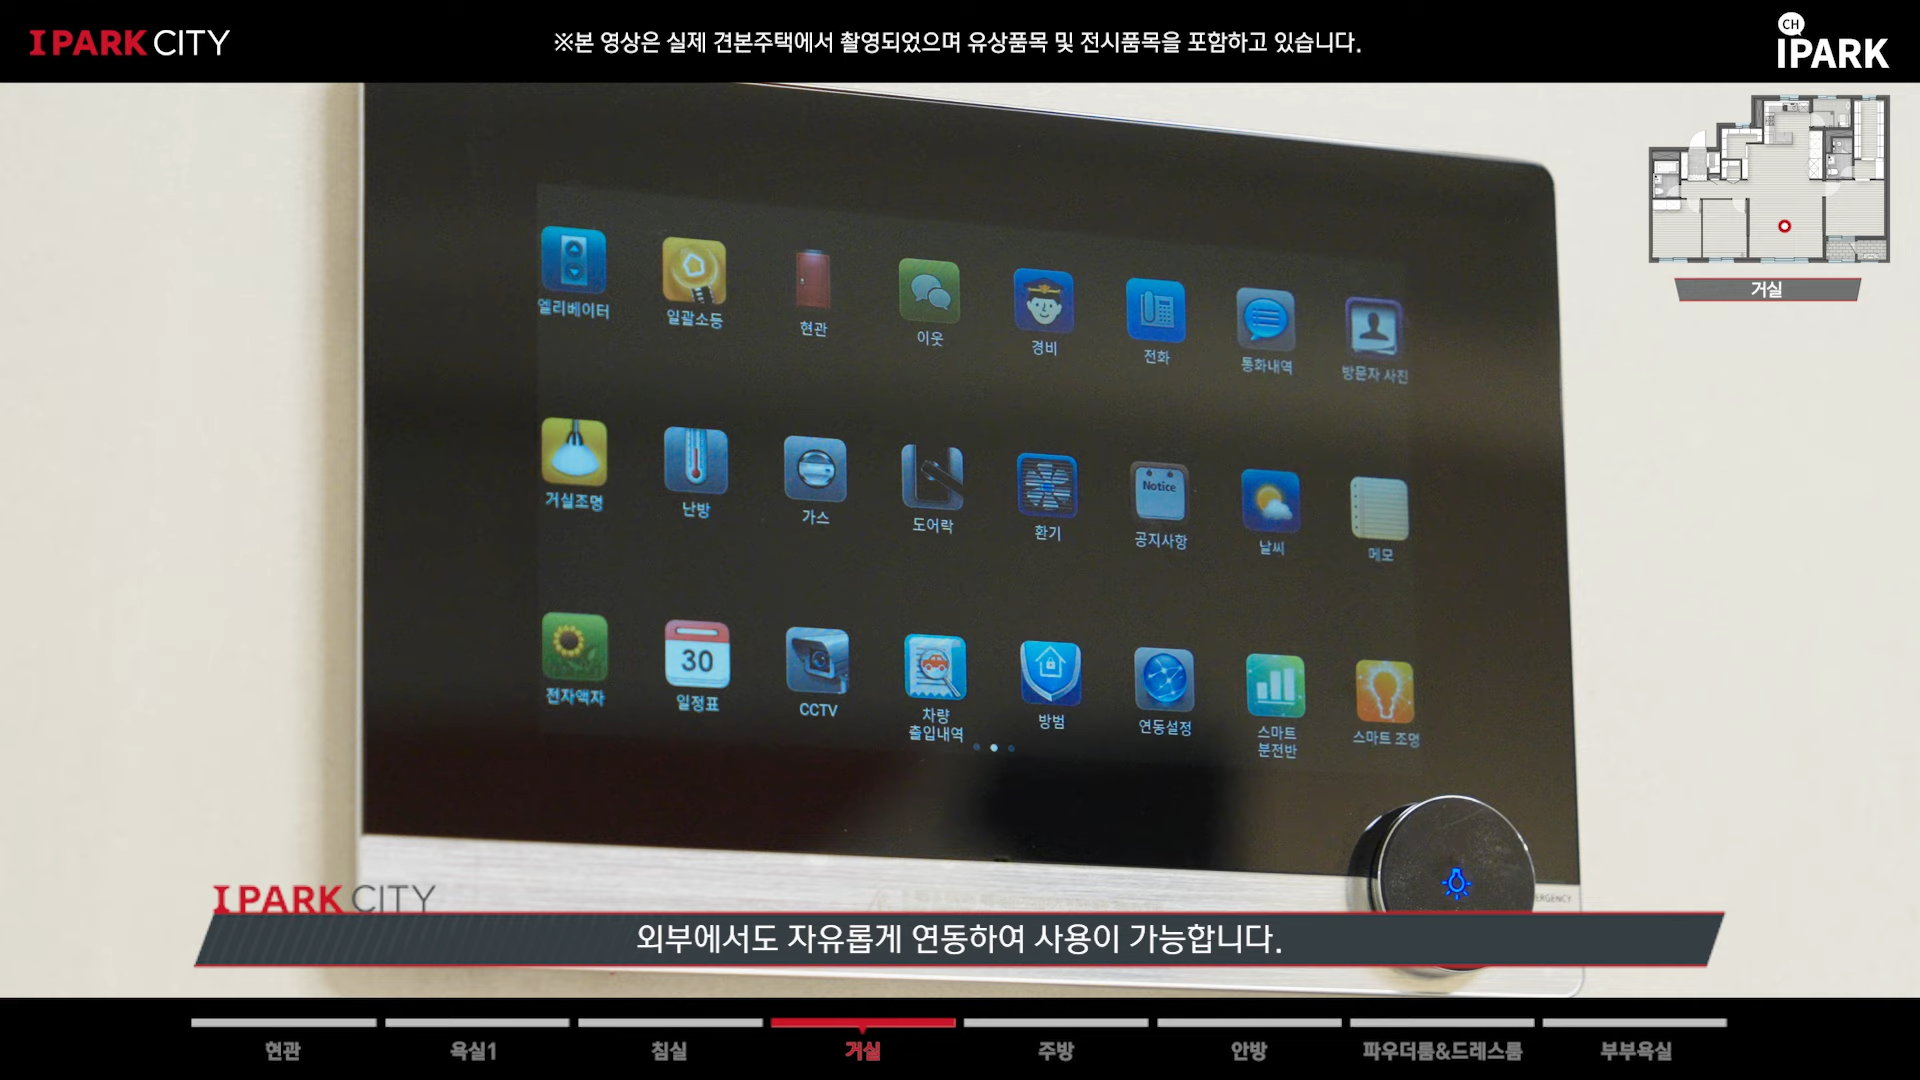 I PARK CITY
※본 영상은 실제 견본주택에서 촬영되었으며 유상품목 및 전시품목을 포함하고 있습니다.
CH
IPARK
거실
엘리베이터
일괄소등
현관
이웃
경비
전화
통화내역
방문자 사진
거실조명
난방
가스
도어락
환기
Notice
공지사항
날씨
메모
전자액자
30
일정표
CCTV
차량
출입내역
방범
연동설정
스마트
분전반
스마트 조명
I PARK CITY
외부에서도 자유롭게 연동하여 사용이 가능합니다.
현관
욕실1
침실
거실
주방
안방
파우더룸&드레스룸
부부욕실